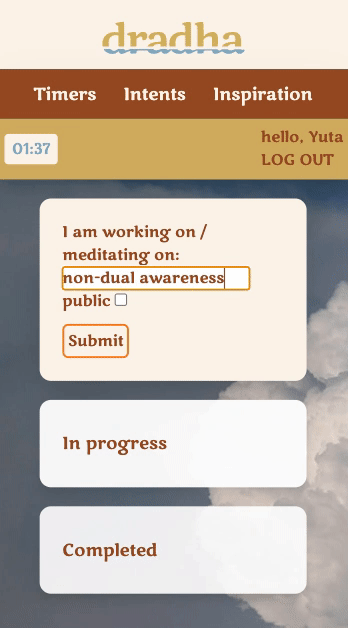 dradha
Timers Intents Inspiration
01:37
hello, Yuta
LOG OUT
I am working on /
meditating on:
non-dual awareness
public
Submit
In progress
Completed